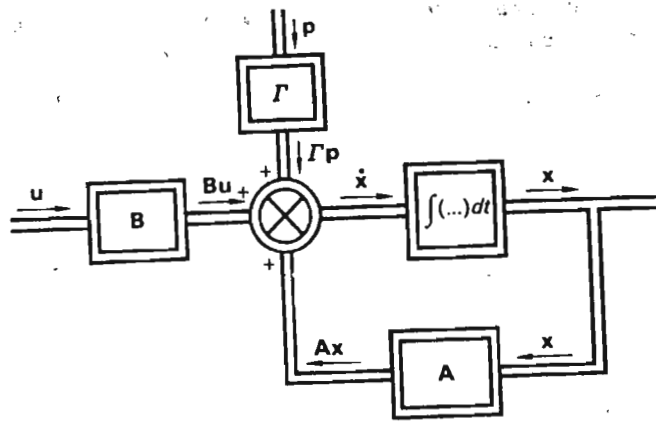 p
Γ
+ Γp
u Bu + ẋ x
B ∫(...)dt
+
Ax x
A